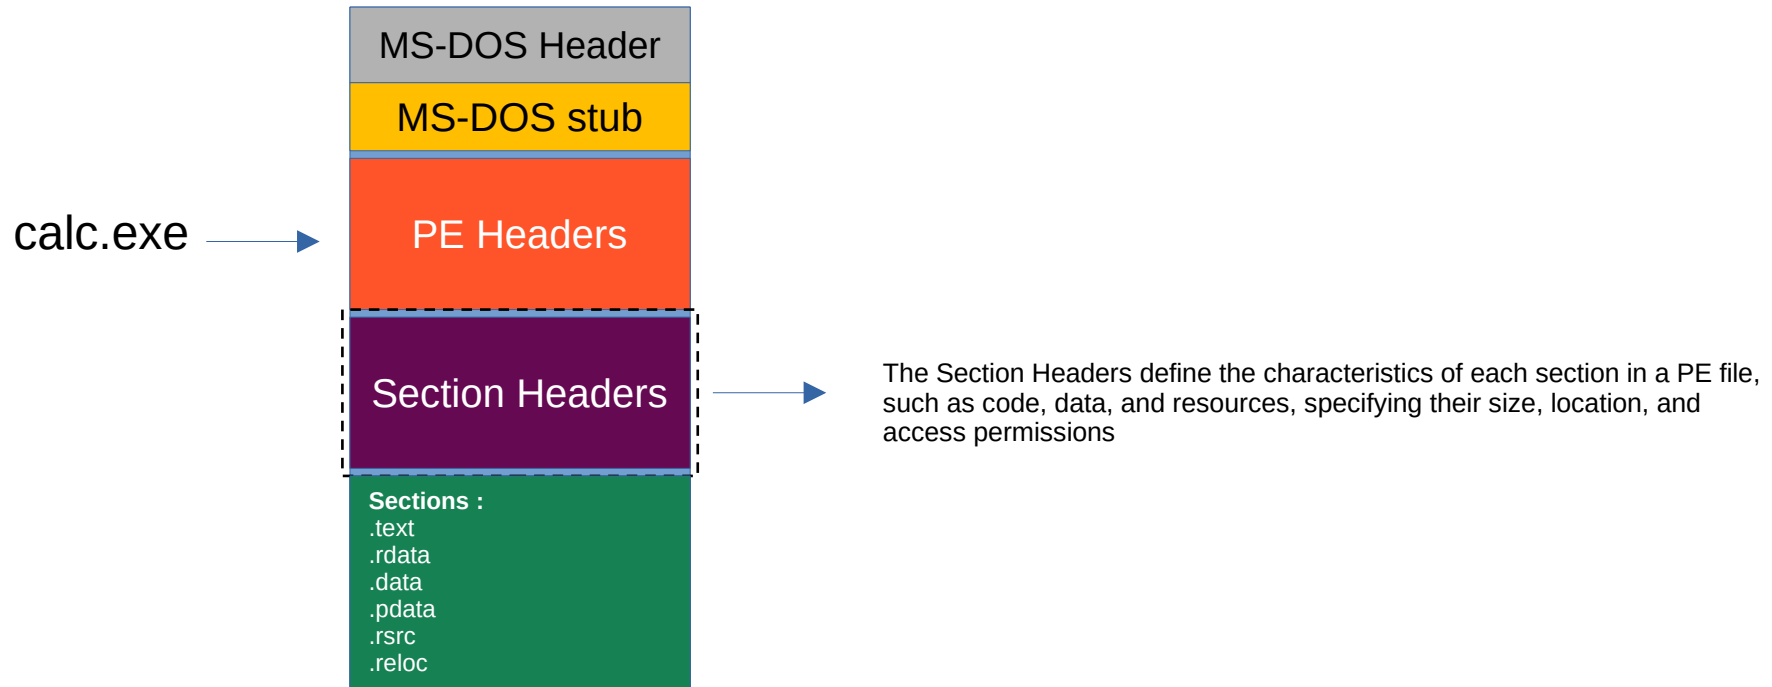 MS-DOS Header
MS-DOS stub
calc.exe
PE Headers
Section Headers
The Section Headers define the characteristics of each section in a PE file,
such as code, data, and resources, specifying their size, location, and
access permissions
Sections :
.text
.rdata
.data
.pdata
.rsrc
.reloc